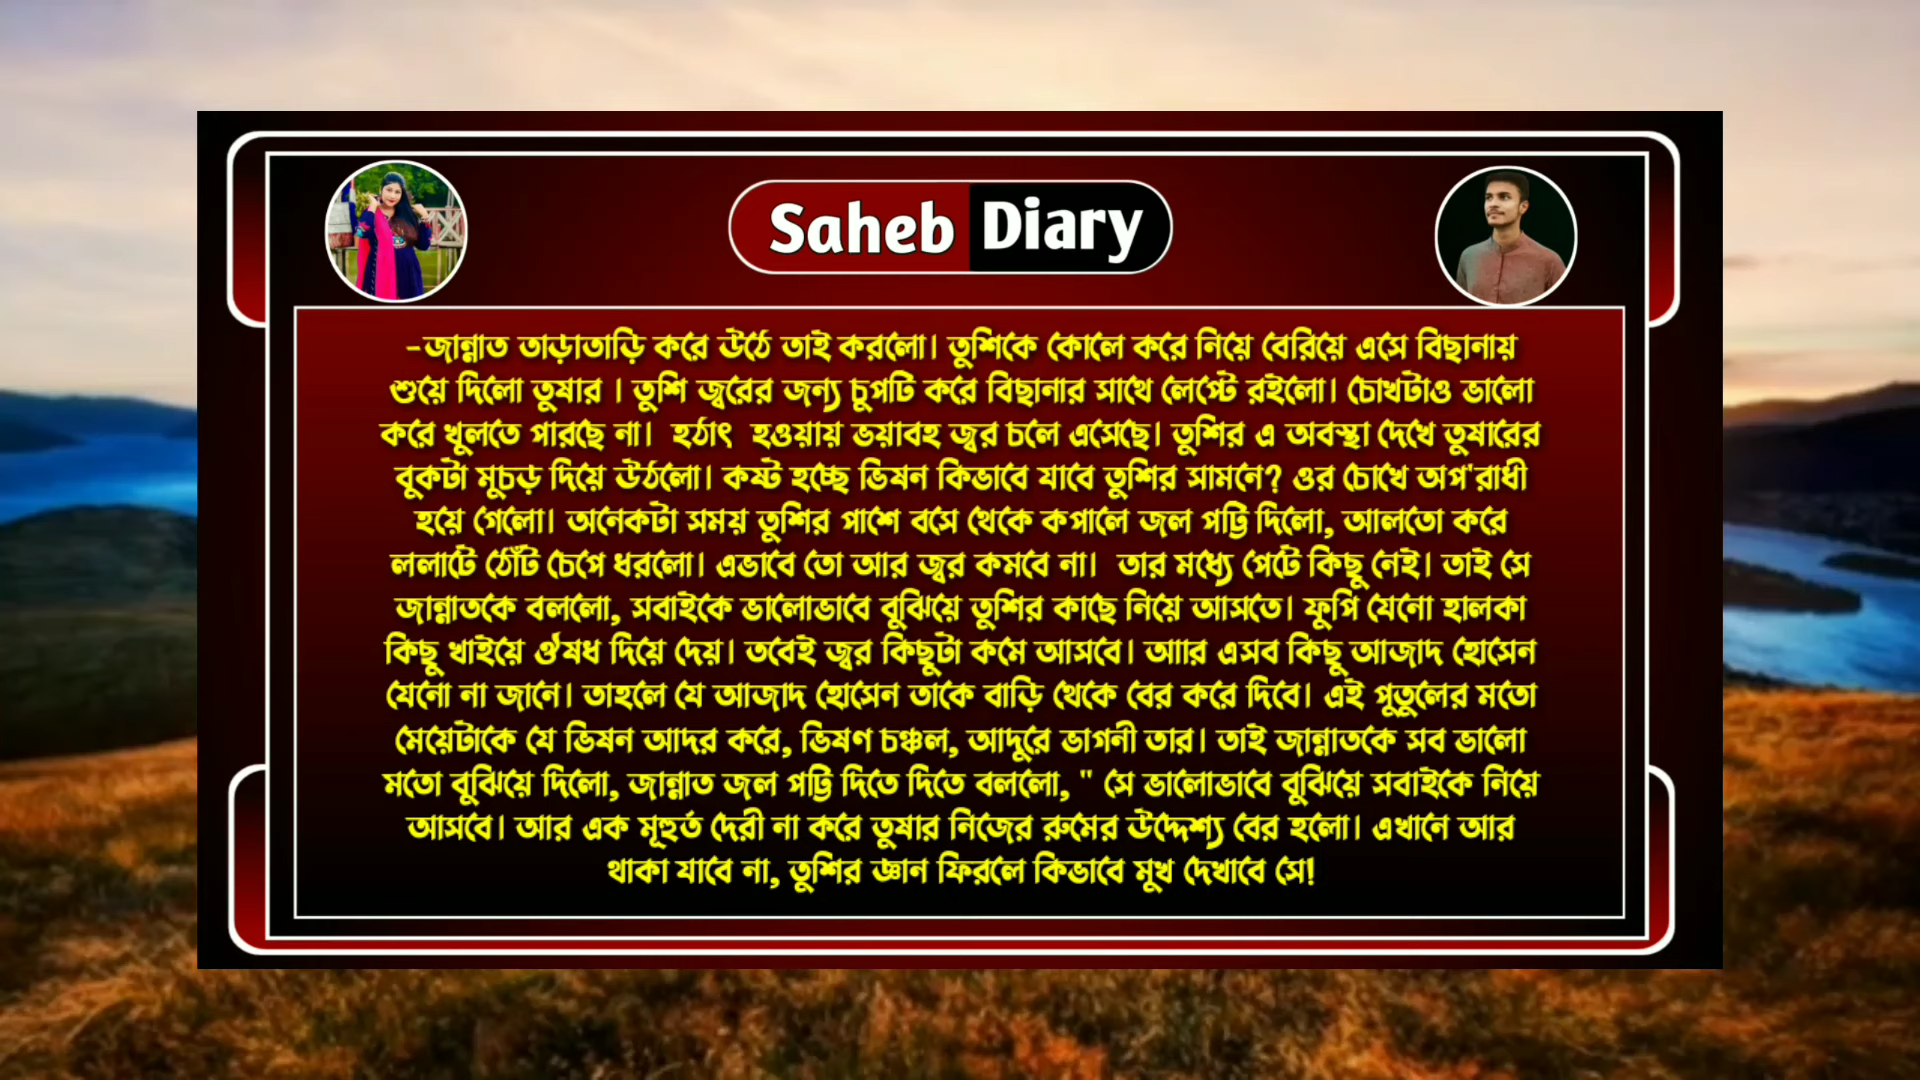 Saheb Diary
-জান্নাত তাড়াতাড়ি করে উঠে তাই করলো। তুশিকে কোলে করে নিয়ে বেরিয়ে এসে বিছানায়
শুয়ে দিলো তুষার । তুশি জ্বরের জন্য চুপটি করে বিছানার সাথে লেপ্টে রইলো। চোখটাও ভালো
করে খুলতে পারছে না। হঠাৎ হওয়ায় ভয়াবহ জ্বর চলে এসেছে। তুশির এ অবস্থা দেখে তুষারের
বুকটা মুচড় দিয়ে উঠলো। কষ্ট হচ্ছে ভিষন কিভাবে যাবে তুশির সামনে? ওর চোখে অপ'রাধী
হয়ে গেলো। অনেকটা সময় তুশির পাশে বসে থেকে কপালে জল পট্টি দিলো, আলতো করে
ললাটে ঠোঁট চেপে ধরলো। এভাবে তো আর জ্বর কমবে না। তার মধ্যে পেটে কিছু নেই। তাই সে
জান্নাতকে বললো, সবাইকে ভালোভাবে বুঝিয়ে তুশির কাছে নিয়ে আসতে। ফুপি যেনো হালকা
কিছু খাইয়ে ঔষধ দিয়ে দেয়। তবেই জ্বর কিছুটা কমে আসবে। আার এসব কিছু আজাদ হোসেন
যেনো না জানে। তাহলে যে আজাদ হোসেন তাকে বাড়ি থেকে বের করে দিবে। এই পুতুলের মতো
মেয়েটাকে যে ভিষন আদর করে, ভিষণ চঞ্চল, আদুরে ভাগনী তার। তাই জান্নাতকে সব ভালো
মতো বুঝিয়ে দিলো, জান্নাত জল পট্টি দিতে দিতে বললো, " সে ভালোভাবে বুঝিয়ে সবাইকে নিয়ে
আসবে। আর এক মূহুর্ত দেরী না করে তুষার নিজের রুমের উদ্দেশ্য বের হলো। এখানে আর
থাকা যাবে না, তুশির জ্ঞান ফিরলে কিভাবে মুখ দেখাবে সে!